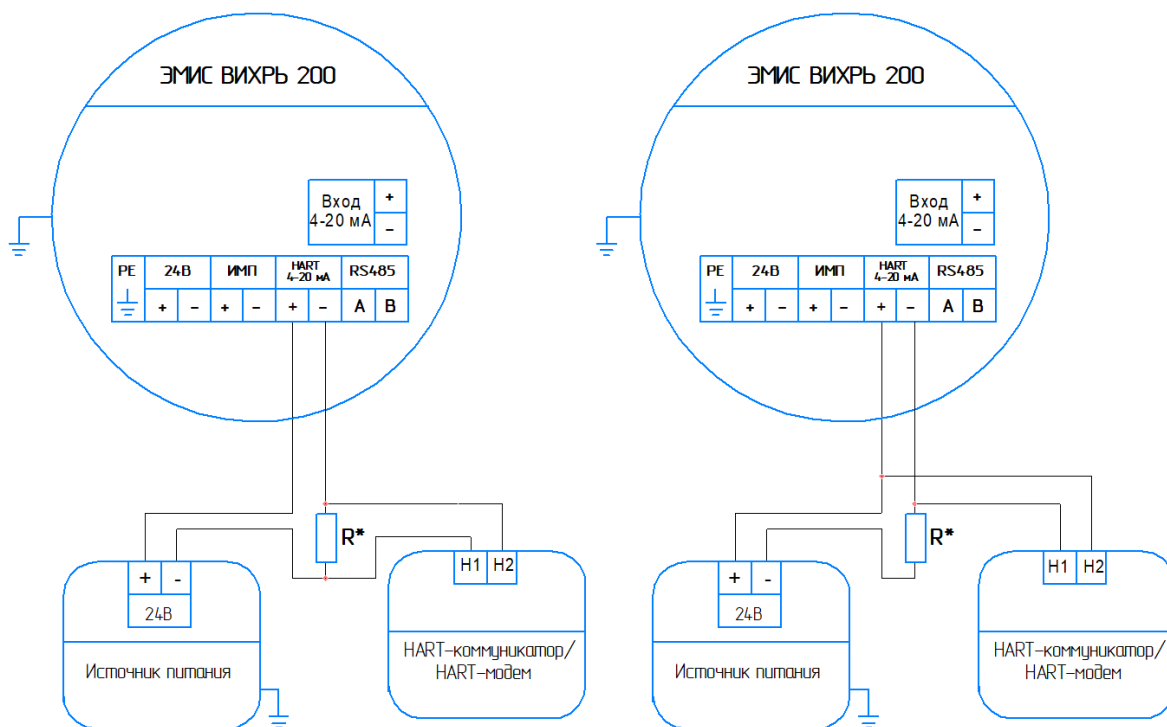 ЭМИС ВИХРЬ 200
Вход
4-20 мА
+
-
PE 24В ИМП HART
4-20 мА RS485
+ - + - + - A B
R*
+ -
24В
Источник питания
H1 H2
HART-коммуникатор/
HART-модем
ЭМИС ВИХРЬ 200
Вход
4-20 мА
+
-
PE 24В ИМП HART
4-20 мА RS485
+ - + - + - A B
R*
+ -
24В
Источник питания
H1 H2
HART-коммуникатор/
HART-модем